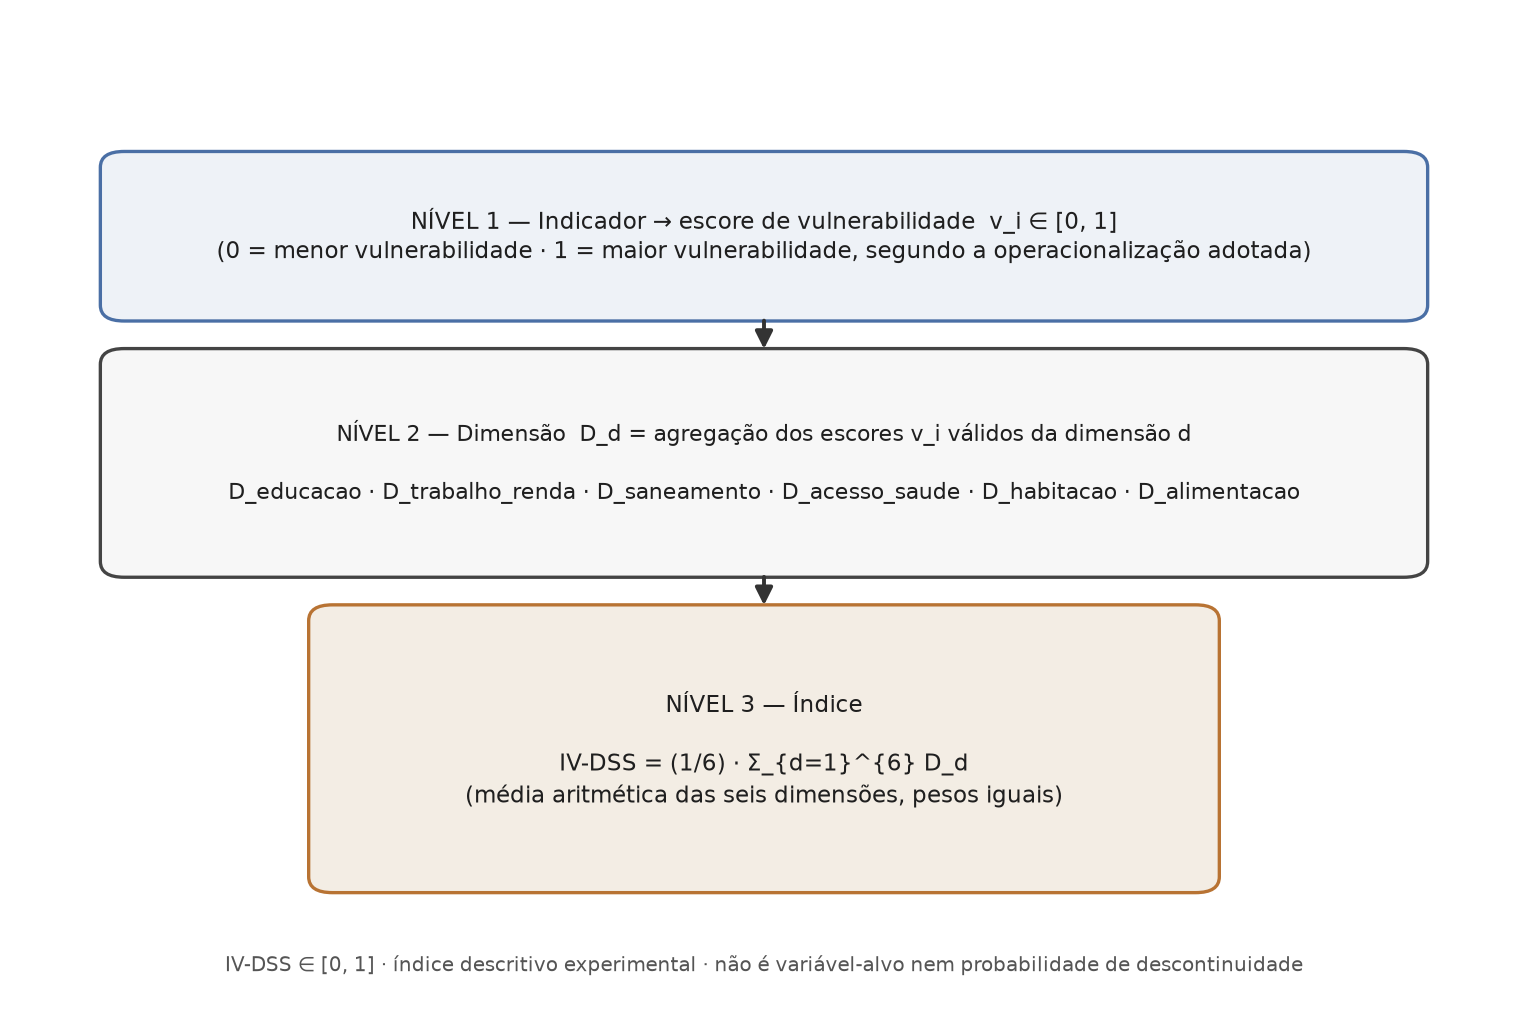 NÍVEL 1 — Indicador → escore de vulnerabilidade  v_i ∈ [0, 1]
(0 = menor vulnerabilidade · 1 = maior vulnerabilidade, segundo a operacionalização adotada)
NÍVEL 2 — Dimensão  D_d = agregação dos escores v_i válidos da dimensão d
D_educacao · D_trabalho_renda · D_saneamento · D_acesso_saude · D_habitacao · D_alimentacao
NÍVEL 3 — Índice
IV-DSS = (1/6) · Σ_{d=1}^{6} D_d
(média aritmética das seis dimensões, pesos iguais)
IV-DSS ∈ [0, 1] · índice descritivo experimental · não é variável-alvo nem probabilidade de descontinuidade